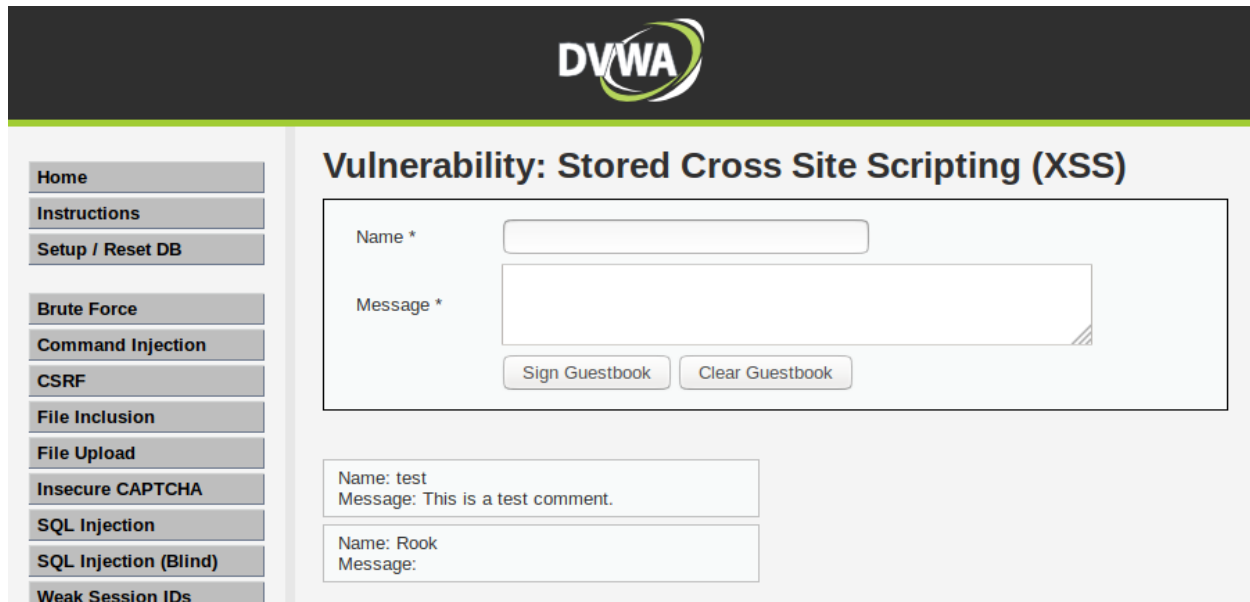 DVWA
Home
Instructions
Setup / Reset DB
Brute Force
Command Injection
CSRF
File Inclusion
File Upload
Insecure CAPTCHA
SQL Injection
SQL Injection (Blind)
Weak Session IDs
Vulnerability: Stored Cross Site Scripting (XSS)
Name *
Message *
Sign Guestbook Clear Guestbook
Name: test
Message: This is a test comment.
Name: Rook
Message: